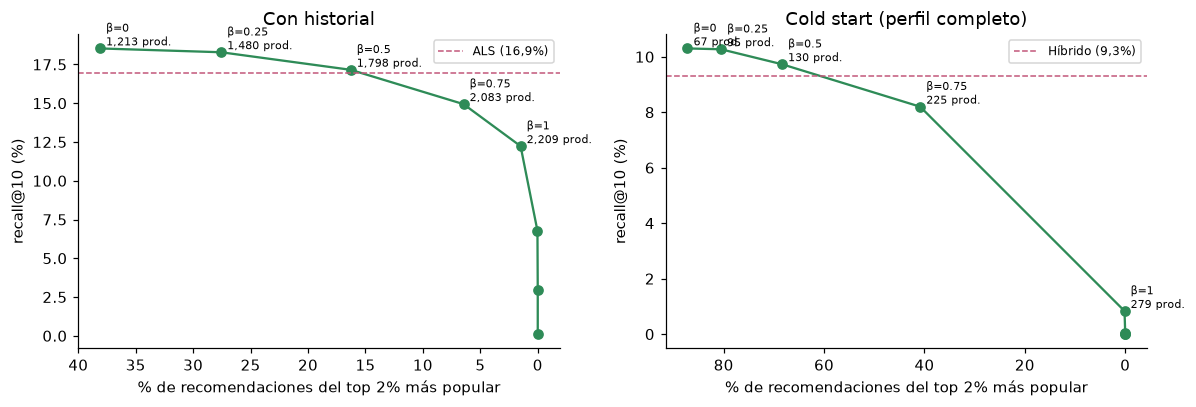 Con historial
β=0
1,213 prod.
β=0.25
1,480 prod.
β=0.5
1,798 prod.
β=0.75
2,083 prod.
β=1
2,209 prod.
ALS (16,9%)
recall@10 (%)
17.5
15.0
12.5
10.0
7.5
5.0
2.5
0.0
40 35 30 25 20 15 10 5 0
% de recomendaciones del top 2% más popular
Cold start (perfil completo)
β=0
67 prod.
β=0.25
95 prod.
β=0.5
130 prod.
β=0.75
225 prod.
β=1
279 prod.
Híbrido (9,3%)
recall@10 (%)
10
8
6
4
2
0
80 60 40 20 0
% de recomendaciones del top 2% más popular